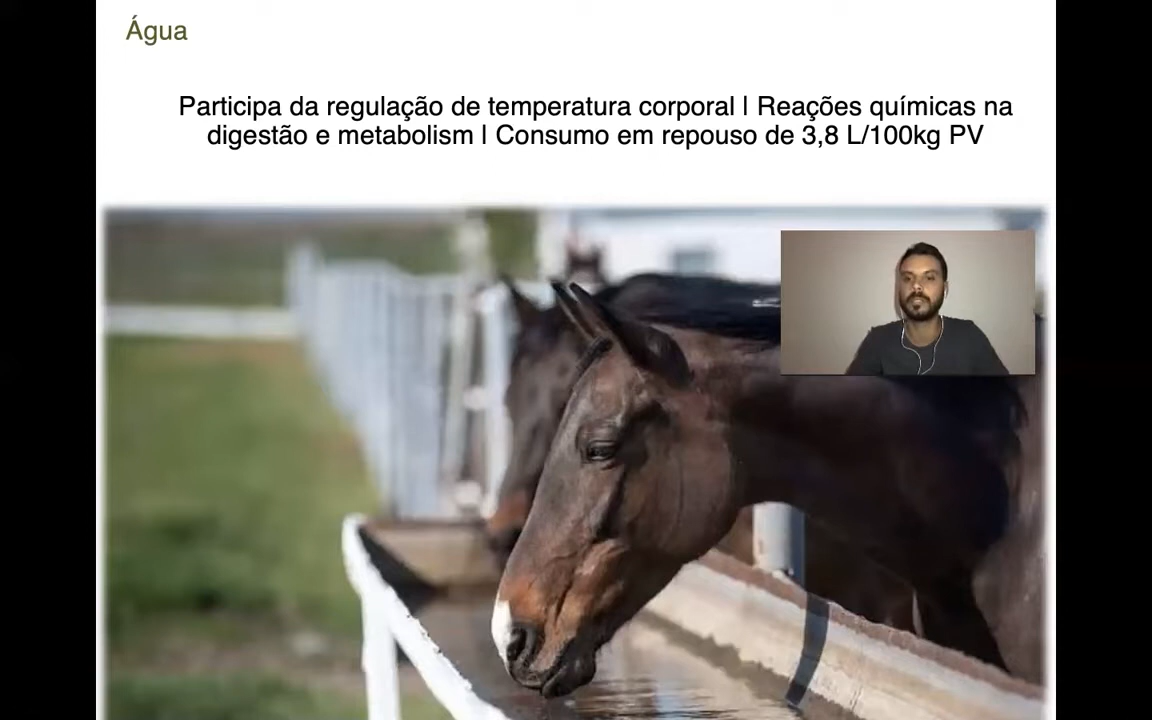 Água
Participa da regulação de temperatura corporal | Reações químicas na
digestão e metabolism | Consumo em repouso de 3,8 L/100kg PV